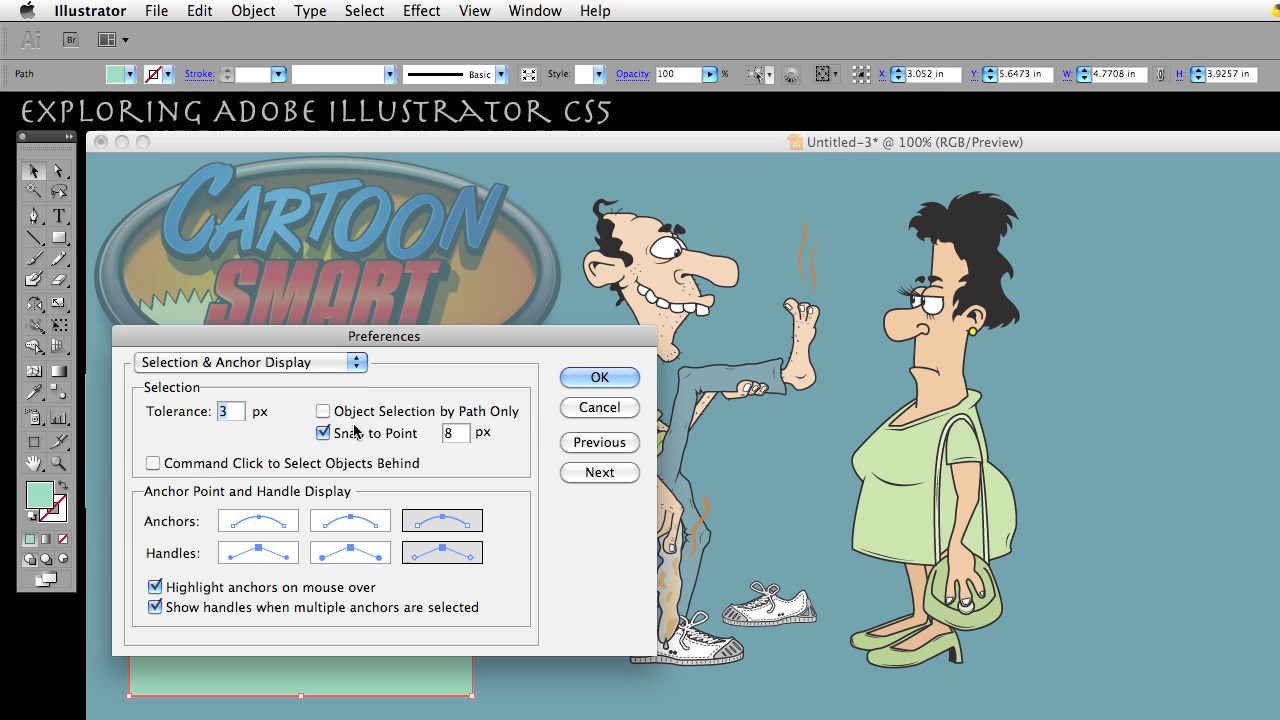 Illustrator File Edit Object Type Select Effect View Window Help
Ai Br
Path Stroke: Basic Style: Opacity: 100 % X: 3.052 in Y: 5.6473 in W: 4.7708 in H: 3.9257 in
EXPLORING ADOBE ILLUSTRATOR CS5
Untitled-3* @ 100% (RGB/Preview)
CARTOON
SMART
Preferences
Selection & Anchor Display
Selection
OK
Tolerance: 3 px Object Selection by Path Only
Cancel
Snap to Point 8 px
Previous
Command Click to Select Objects Behind
Next
Anchor Point and Handle Display
Anchors:
Handles:
Highlight anchors on mouse over
Show handles when multiple anchors are selected